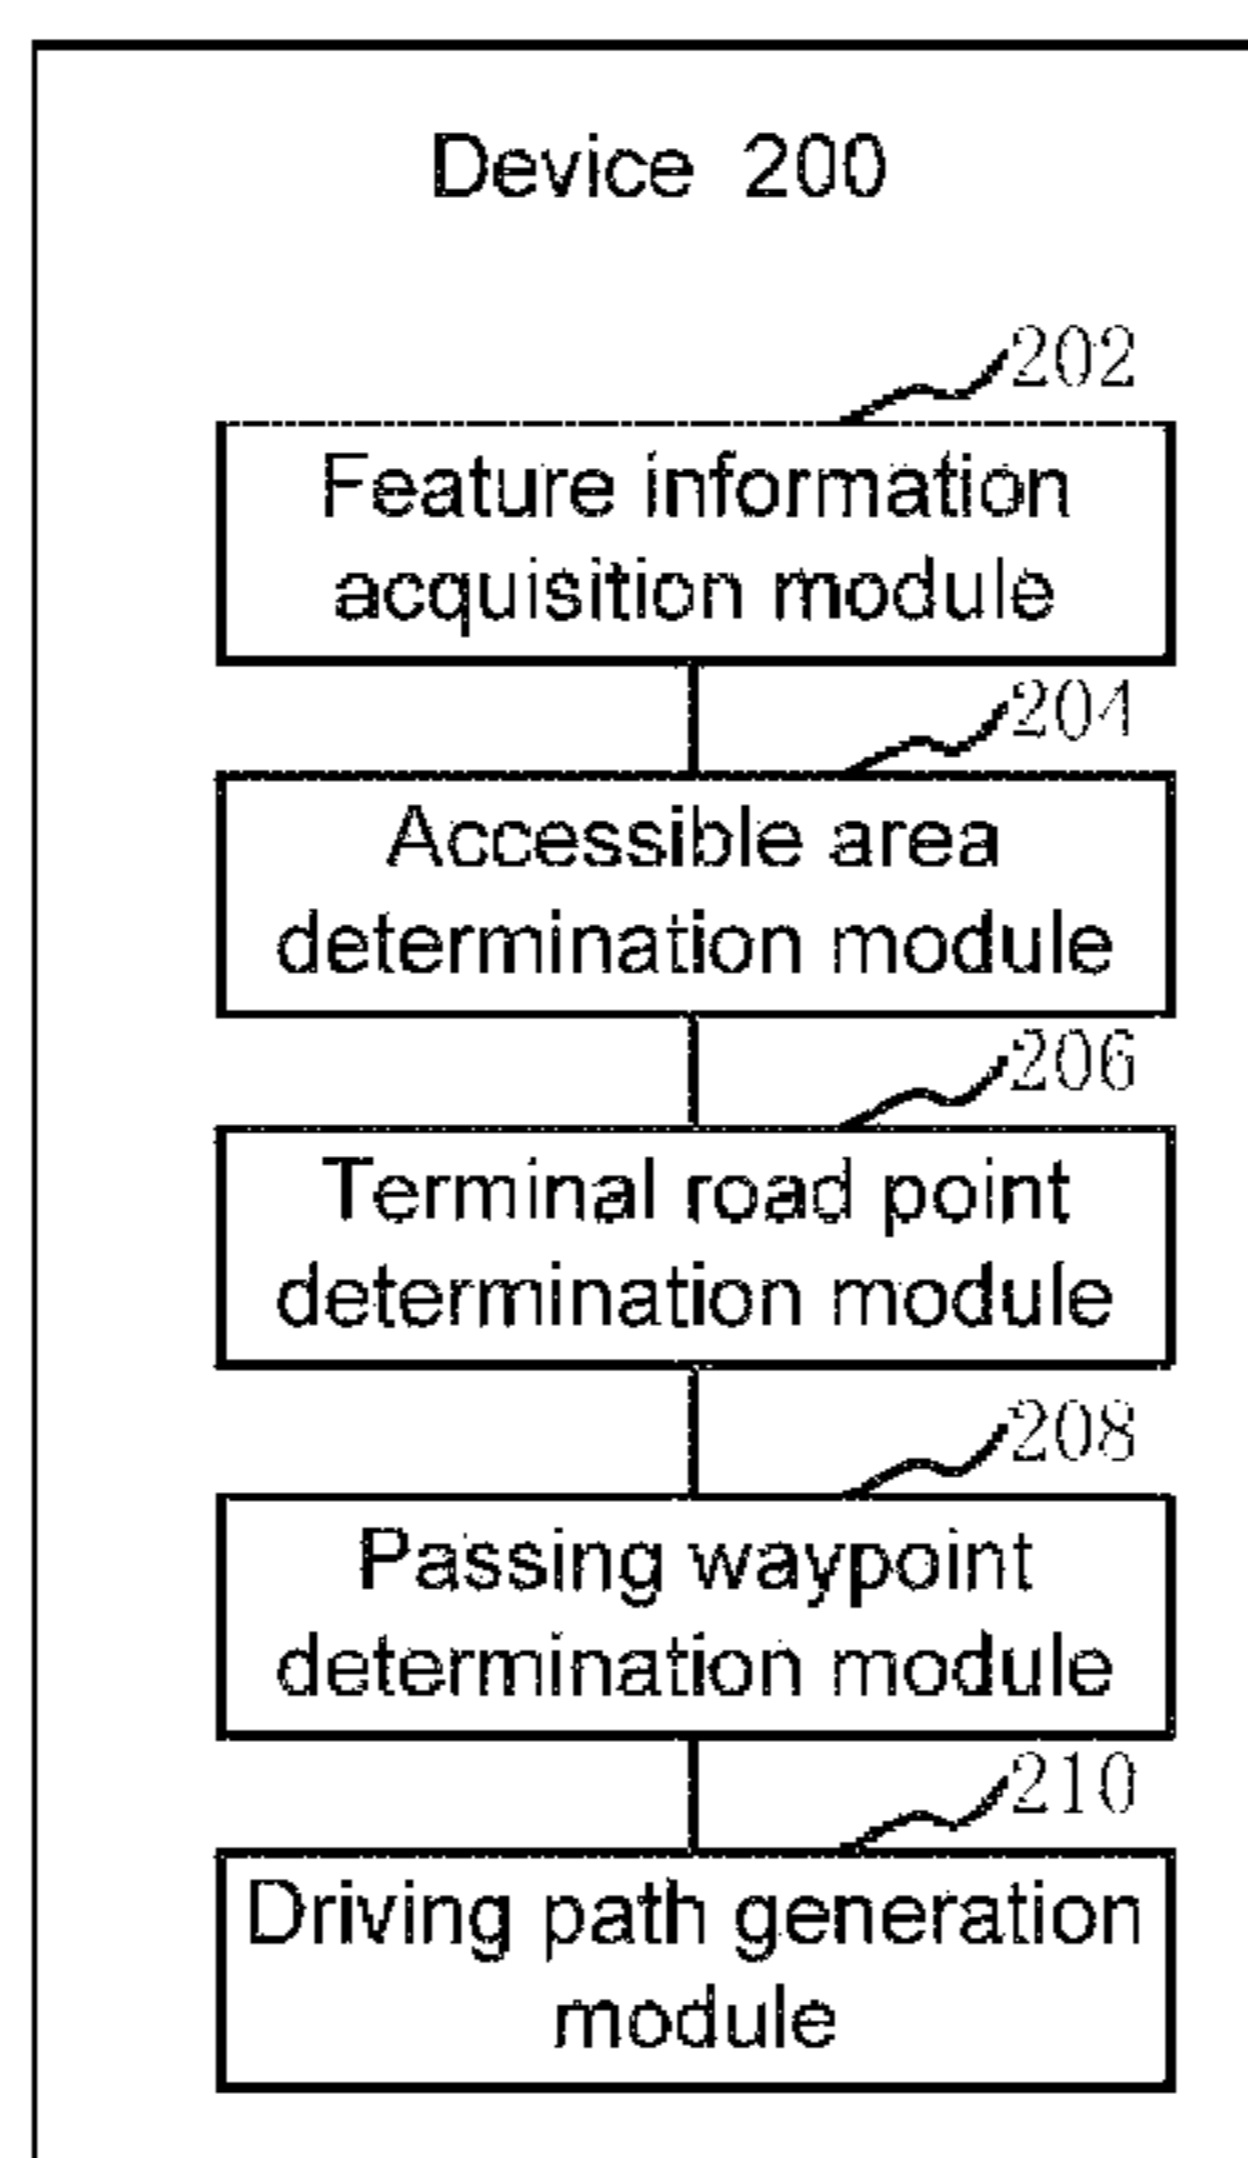 Device 200
202
Feature information
acquisition module
204
Accessible area
determination module
206
Terminal road point
determination module
208
Passing waypoint
determination module
210
Driving path generation
module